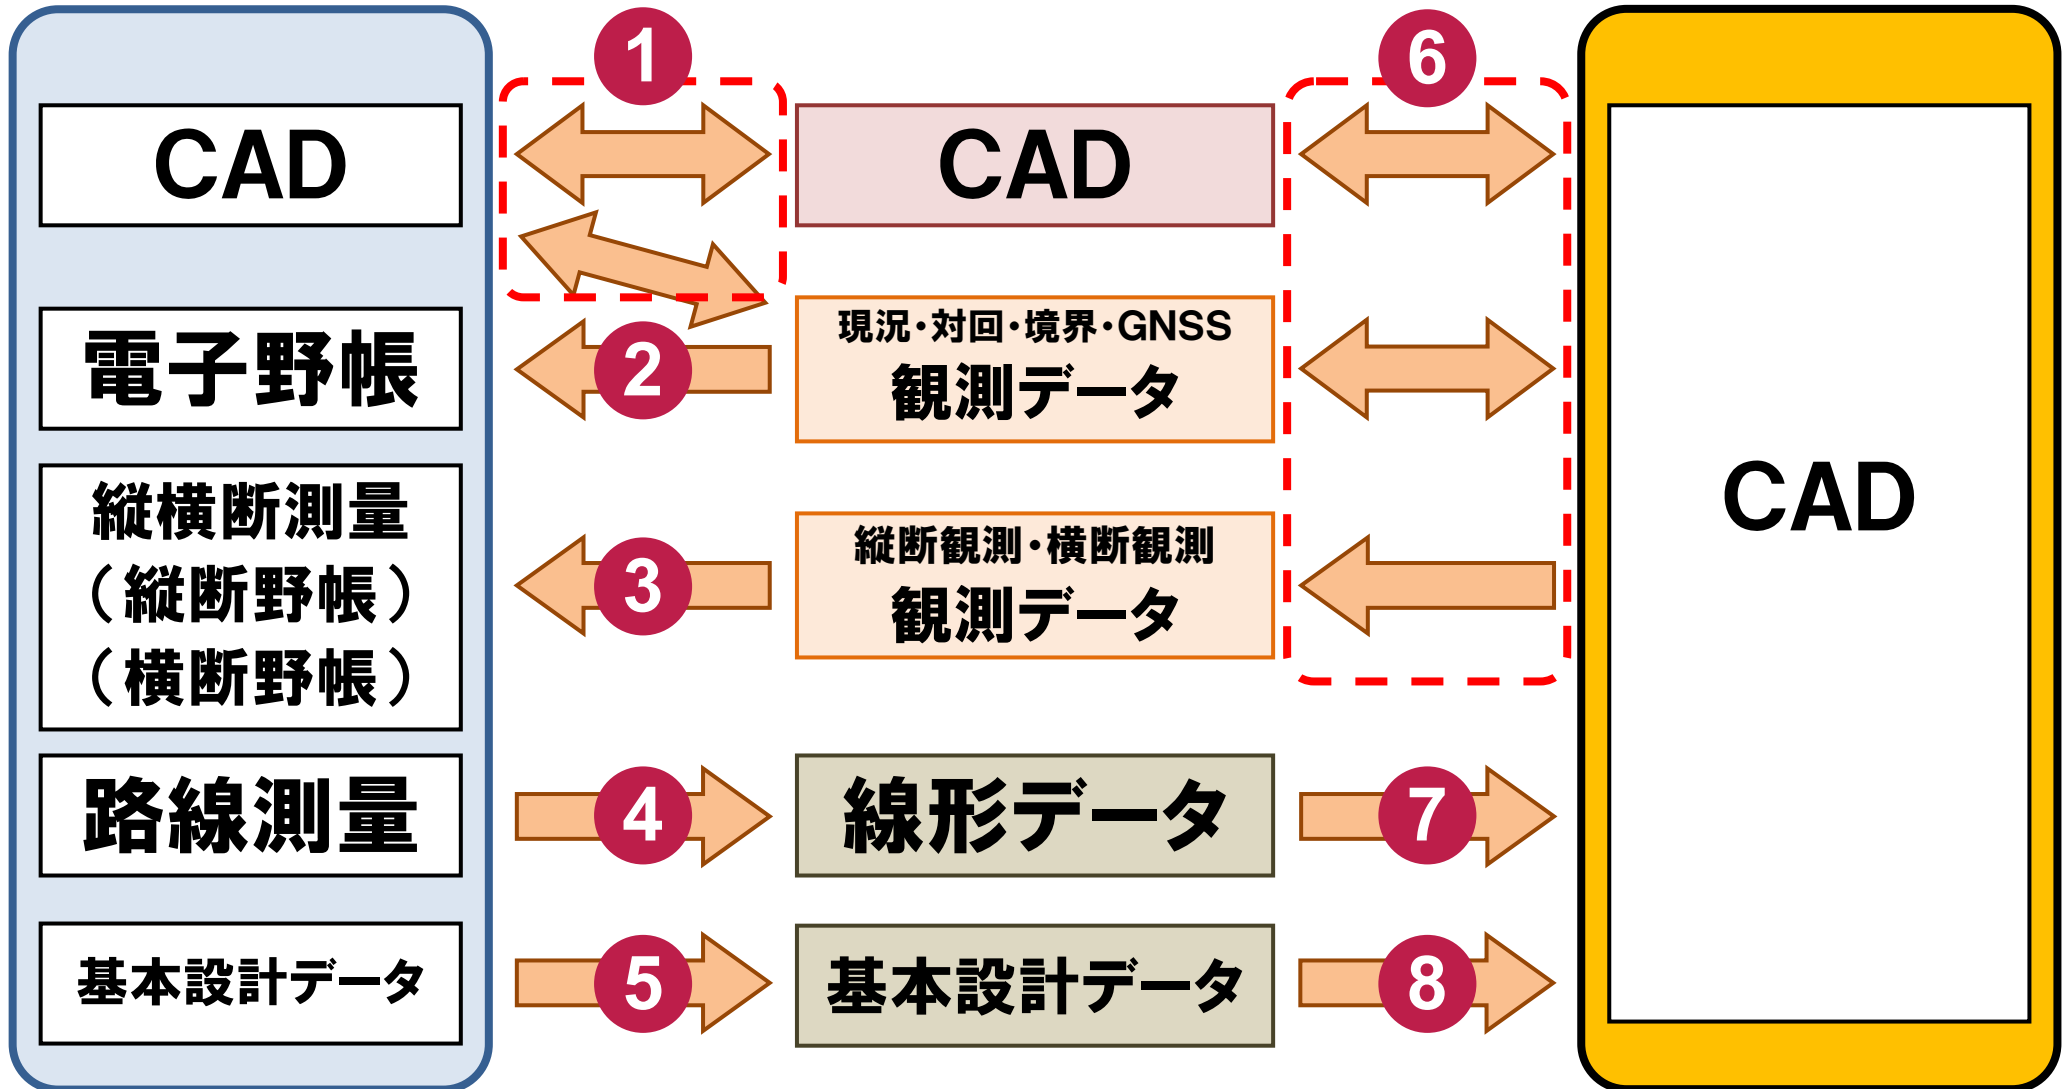 1
6
CAD
CAD
電子野帳
2
現況・対回・境界・GNSS
観測データ
縦横断測量
（縦断野帳）
（横断野帳）
3
縦断観測・横断観測
観測データ
CAD
路線測量
4
線形データ
7
基本設計データ
5
基本設計データ
8